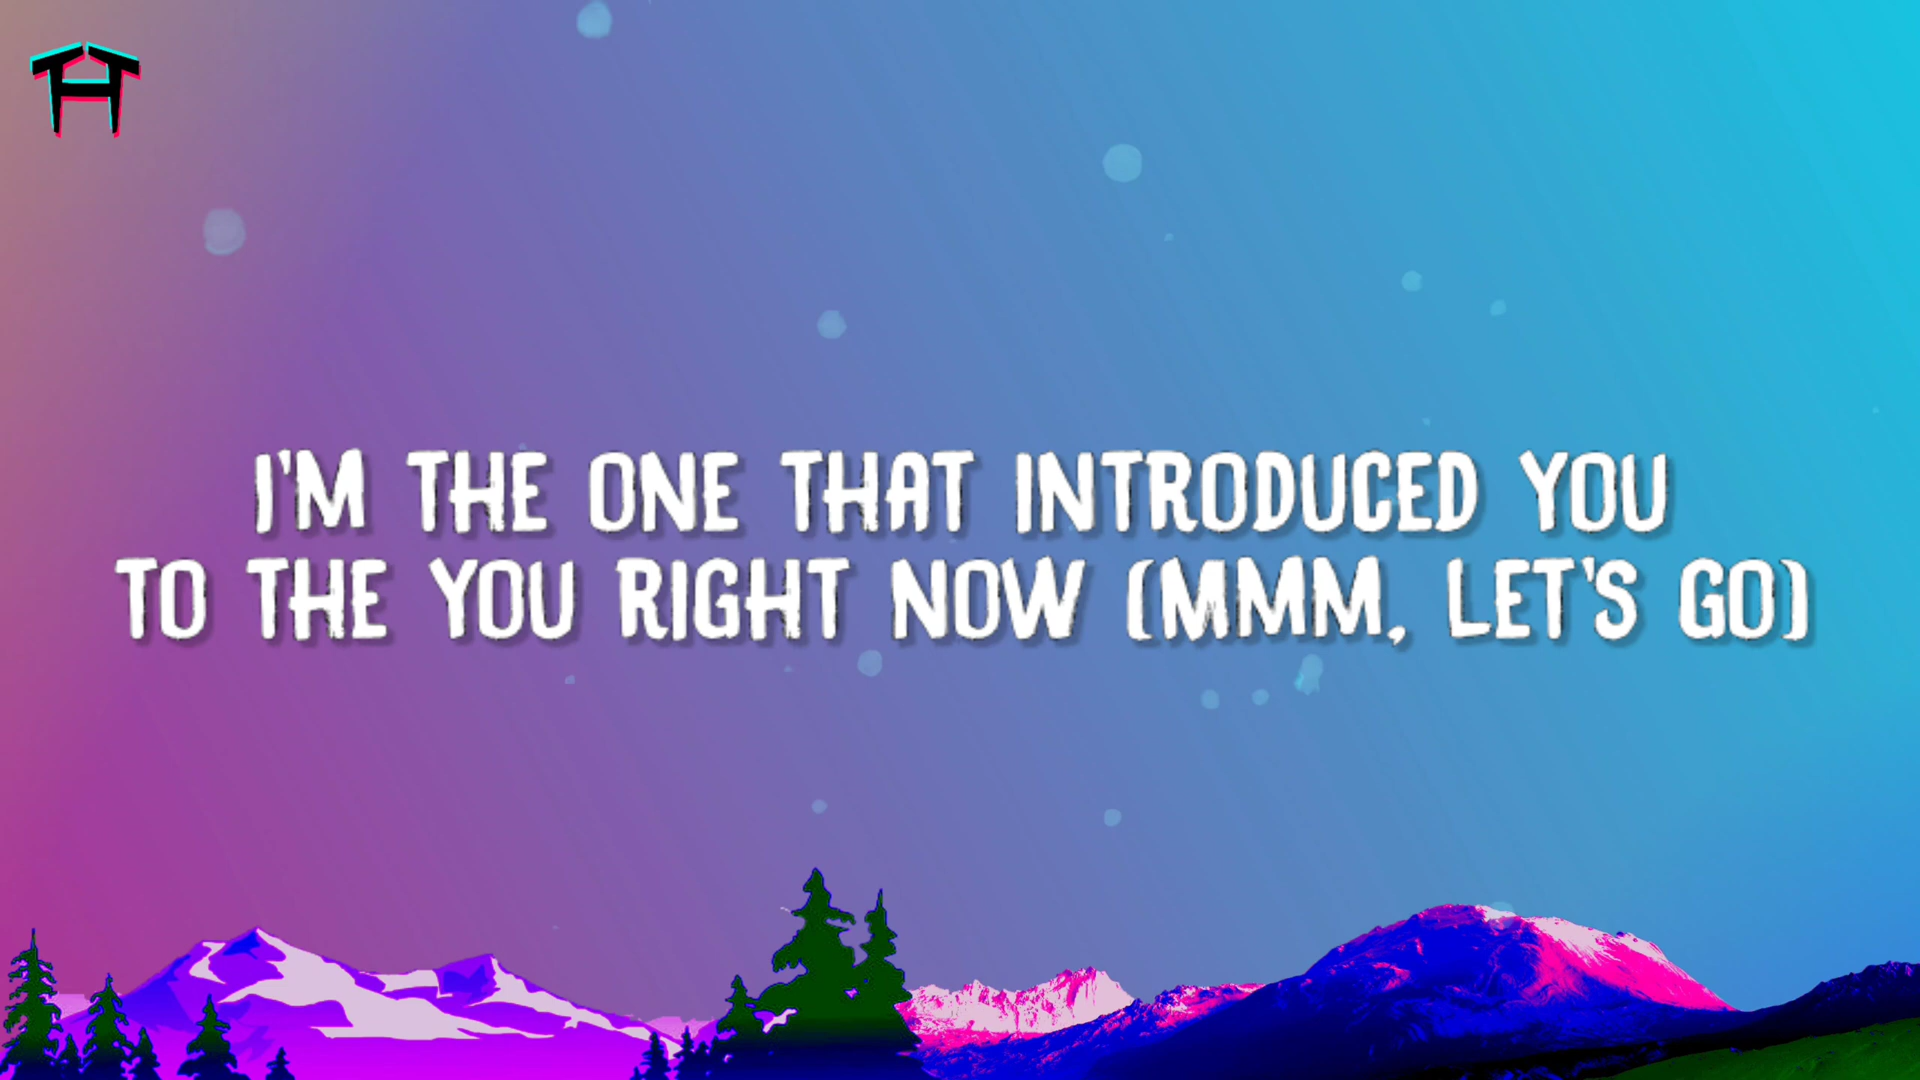 I'M THE ONE THAT INTRODUCED YOU
TO THE YOU RIGHT NOW (MMM, LET'S GO)